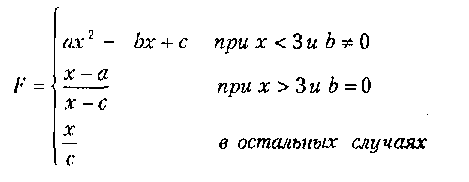 ax² - bx + c при x < 3 и b ≠ 0
F = { (x - a)/(x - c) при x > 3 и b = 0
x/c в остальных случаях